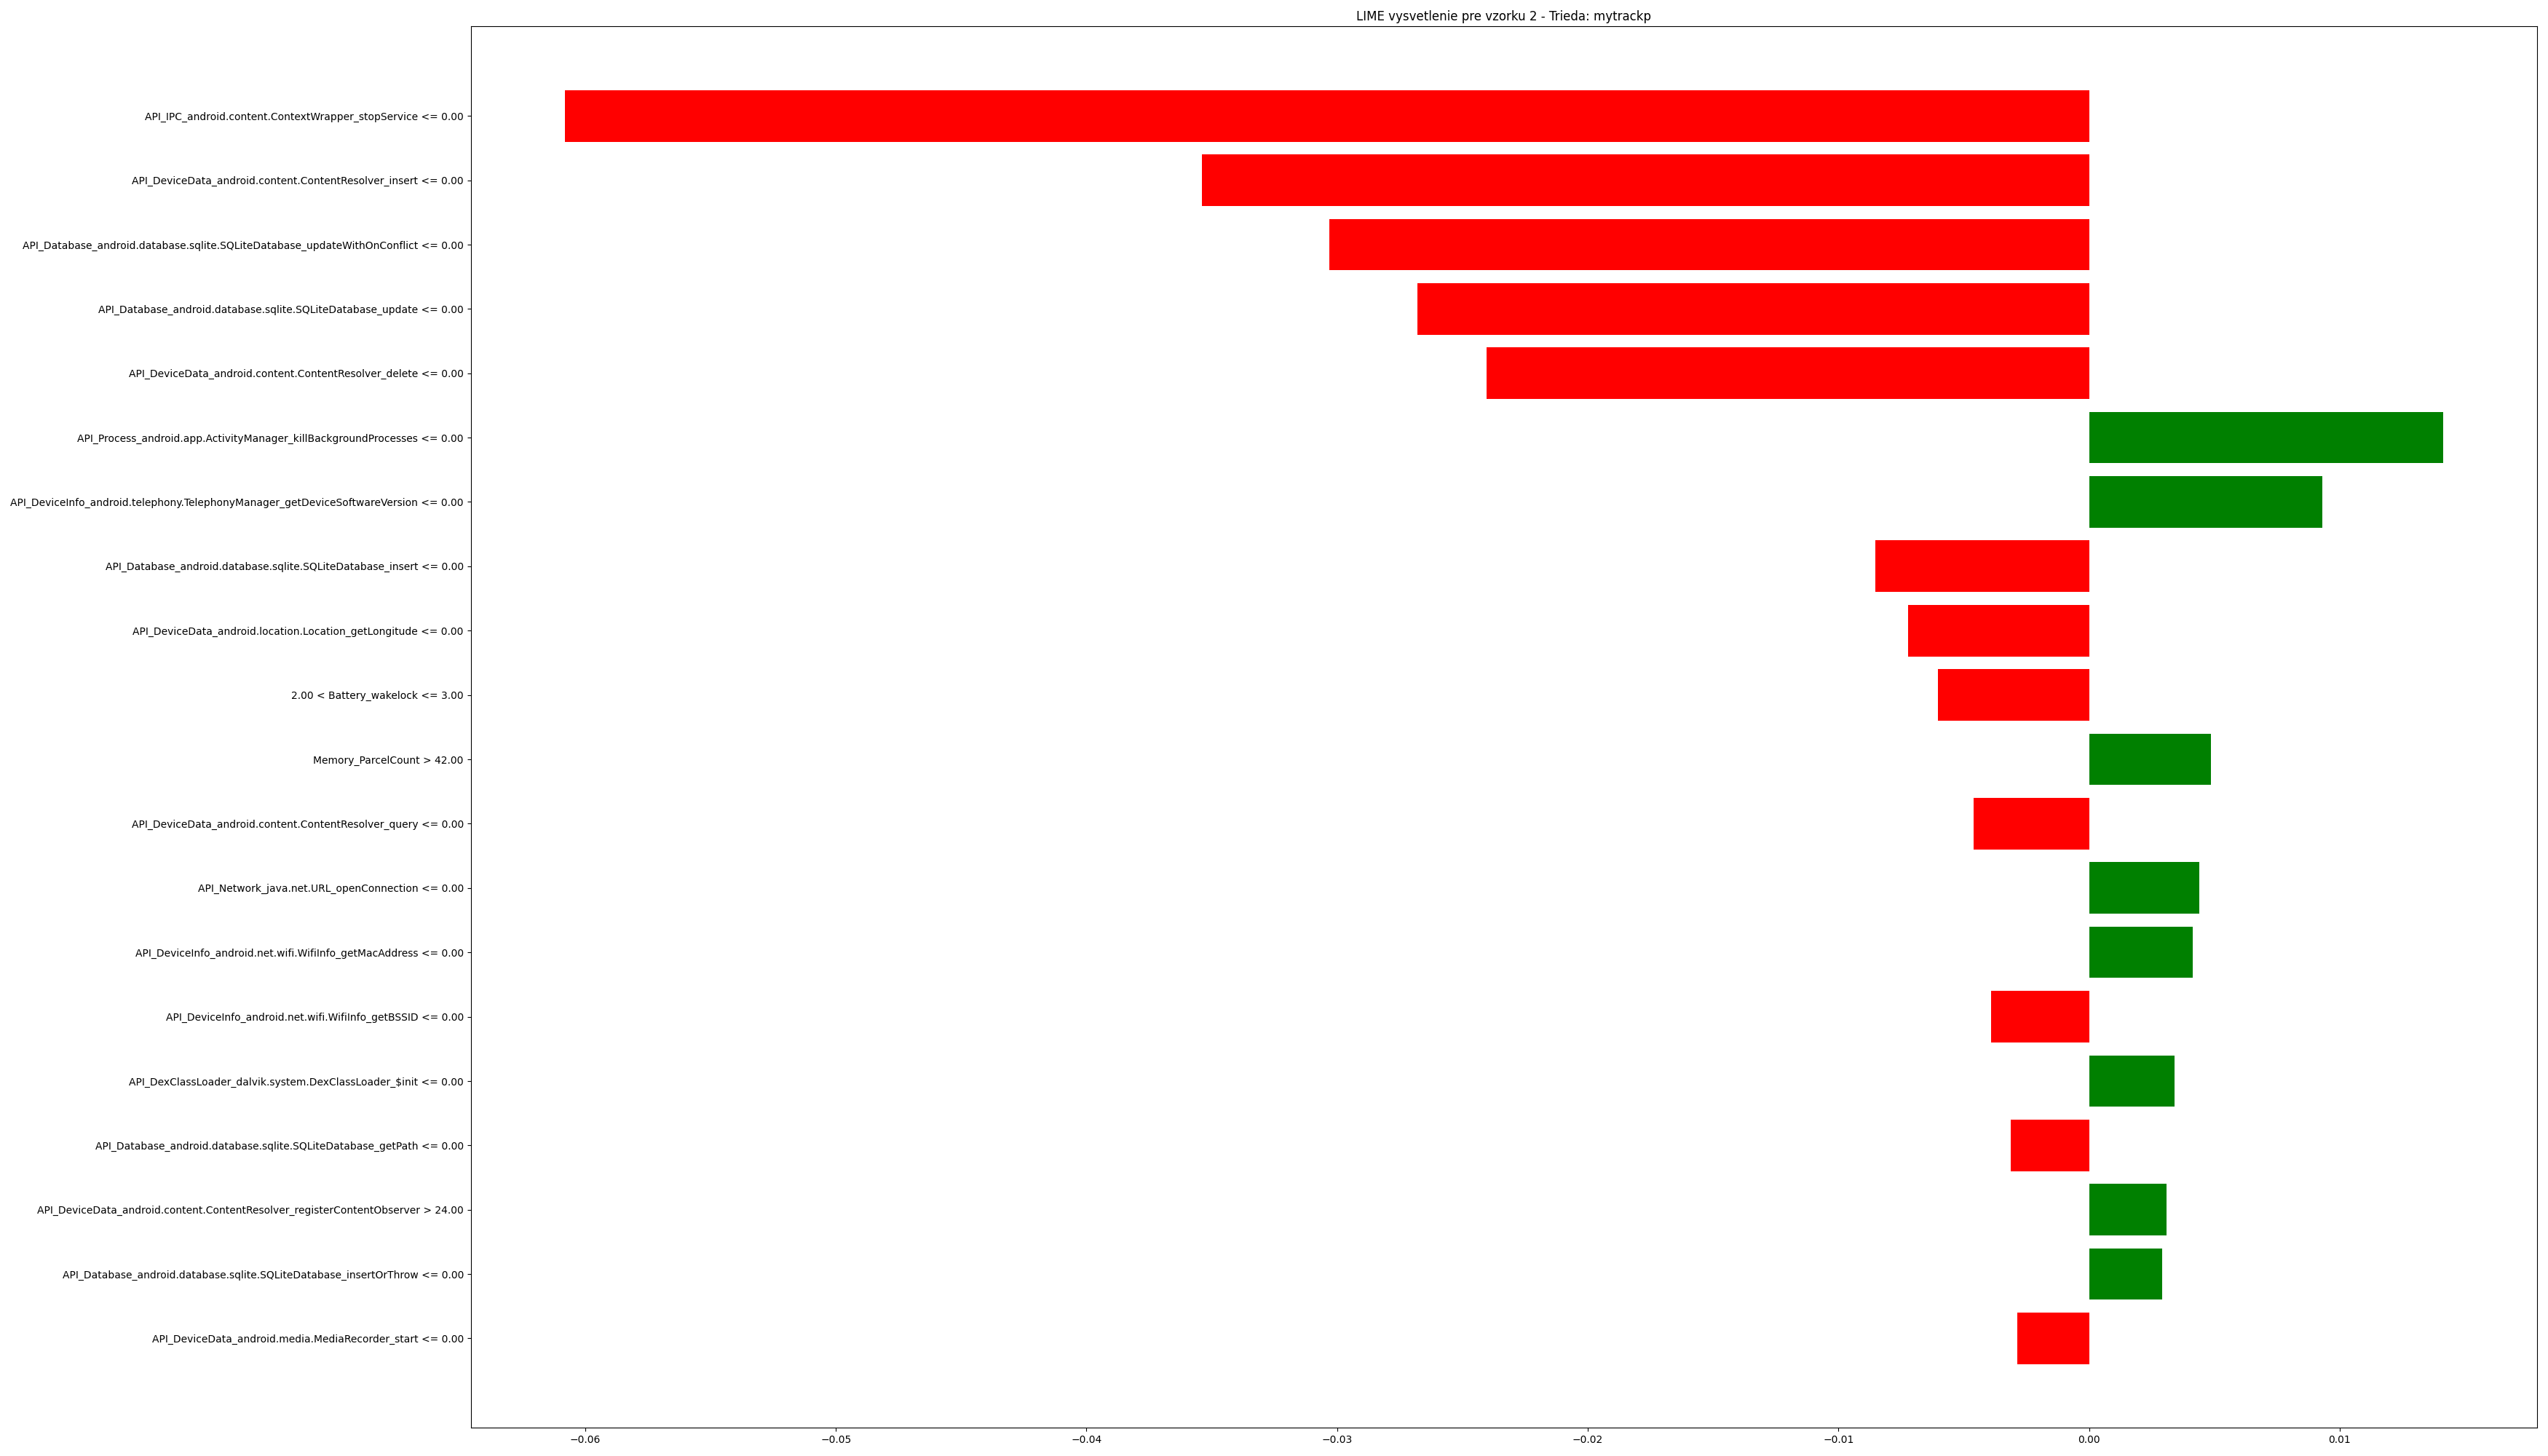 LIME vysvetlenie pre vzorku 2 - Trieda: mytrackp
API_IPC_android.content.ContextWrapper_stopService <= 0.00
API_DeviceData_android.content.ContentResolver_insert <= 0.00
API_Database_android.database.sqlite.SQLiteDatabase_updateWithOnConflict <= 0.00
API_Database_android.database.sqlite.SQLiteDatabase_update <= 0.00
API_DeviceData_android.content.ContentResolver_delete <= 0.00
API_Process_android.app.ActivityManager_killBackgroundProcesses <= 0.00
API_DeviceInfo_android.telephony.TelephonyManager_getDeviceSoftwareVersion <= 0.00
API_Database_android.database.sqlite.SQLiteDatabase_insert <= 0.00
API_DeviceData_android.location.Location_getLongitude <= 0.00
2.00 < Battery_wakelock <= 3.00
Memory_ParcelCount > 42.00
API_DeviceData_android.content.ContentResolver_query <= 0.00
API_Network_java.net.URL_openConnection <= 0.00
API_DeviceInfo_android.net.wifi.WifiInfo_getMacAddress <= 0.00
API_DeviceInfo_android.net.wifi.WifiInfo_getBSSID <= 0.00
API_DexClassLoader_dalvik.system.DexClassLoader_$init <= 0.00
API_Database_android.database.sqlite.SQLiteDatabase_getPath <= 0.00
API_DeviceData_android.content.ContentResolver_registerContentObserver > 24.00
API_Database_android.database.sqlite.SQLiteDatabase_insertOrThrow <= 0.00
API_DeviceData_android.media.MediaRecorder_start <= 0.00
−0.06 −0.05 −0.04 −0.03 −0.02 −0.01 0.00 0.01